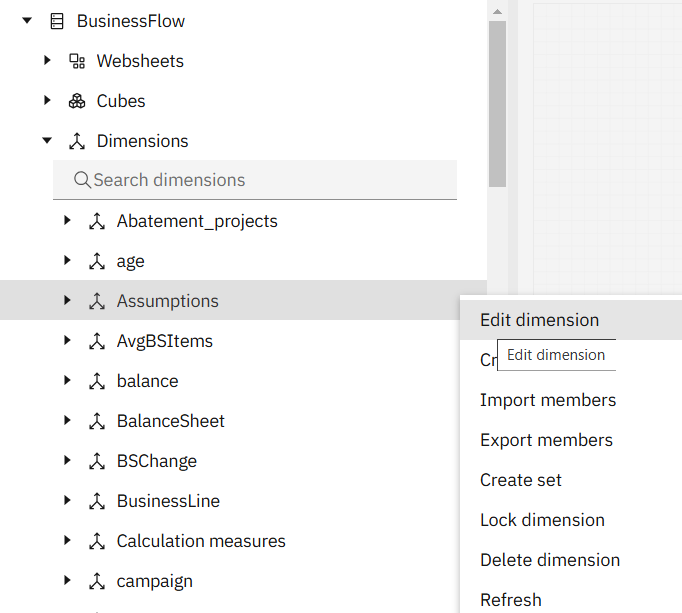 BusinessFlow
Websheets
Cubes
Dimensions
Search dimensions
Abatement_projects
age
Assumptions
AvgBSItems
balance
BalanceSheet
BSChange
BusinessLine
Calculation measures
campaign
Edit dimension
Cr
Edit dimension
Import members
Export members
Create set
Lock dimension
Delete dimension
Refresh